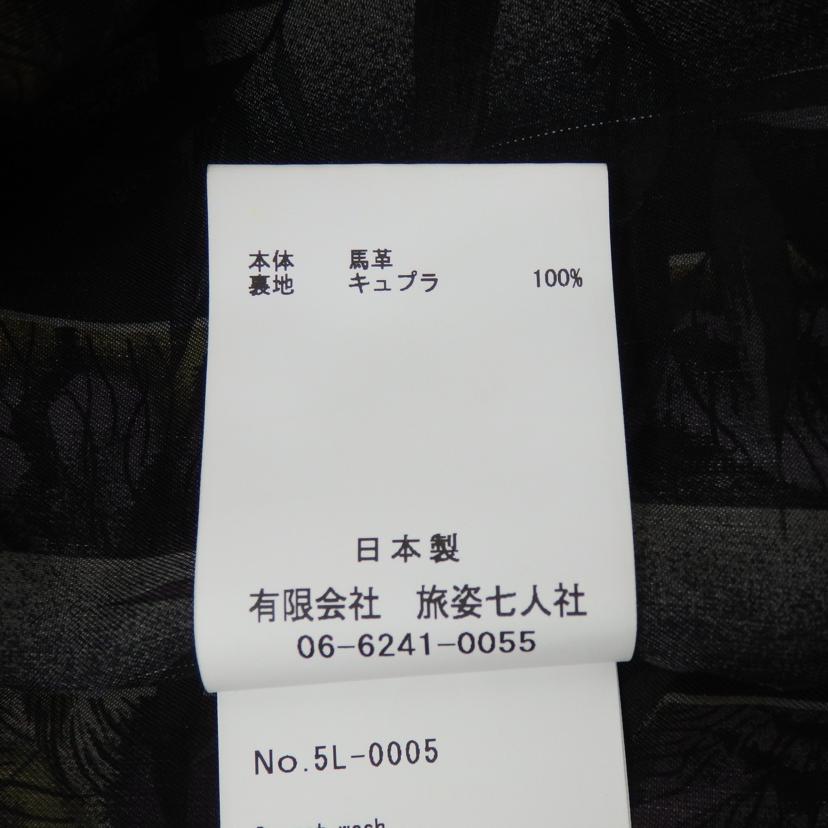 本体 馬革
裏地 キュプラ 100%
日本製
有限会社 旅姿七人社
06-6241-0055
No.5L-0005